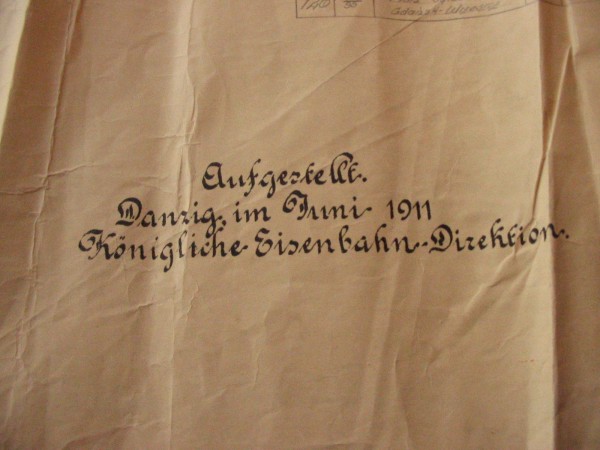 Aufgestellt.
Danzig, im Juni 1911
Königliche Eisenbahn-Direktion.